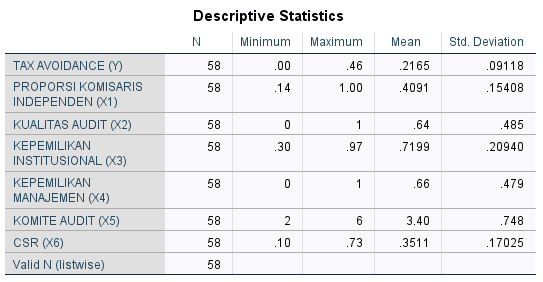 Descriptive Statistics
N Minimum Maximum Mean Std. Deviation
TAX AVOIDANCE (Y) 58 .00 .46 .2165 .09118
PROPORSI KOMISARIS
INDEPENDEN (X1) 58 .14 1.00 .4091 .15408
KUALITAS AUDIT (X2) 58 0 1 .64 .485
KEPEMILIKAN
INSTITUSIONAL (X3) 58 .30 .97 .7199 .20940
KEPEMILIKAN
MANAJEMEN (X4) 58 0 1 .66 .479
KOMITE AUDIT (X5) 58 2 6 3.40 .748
CSR (X6) 58 .10 .73 .3511 .17025
Valid N (listwise) 58